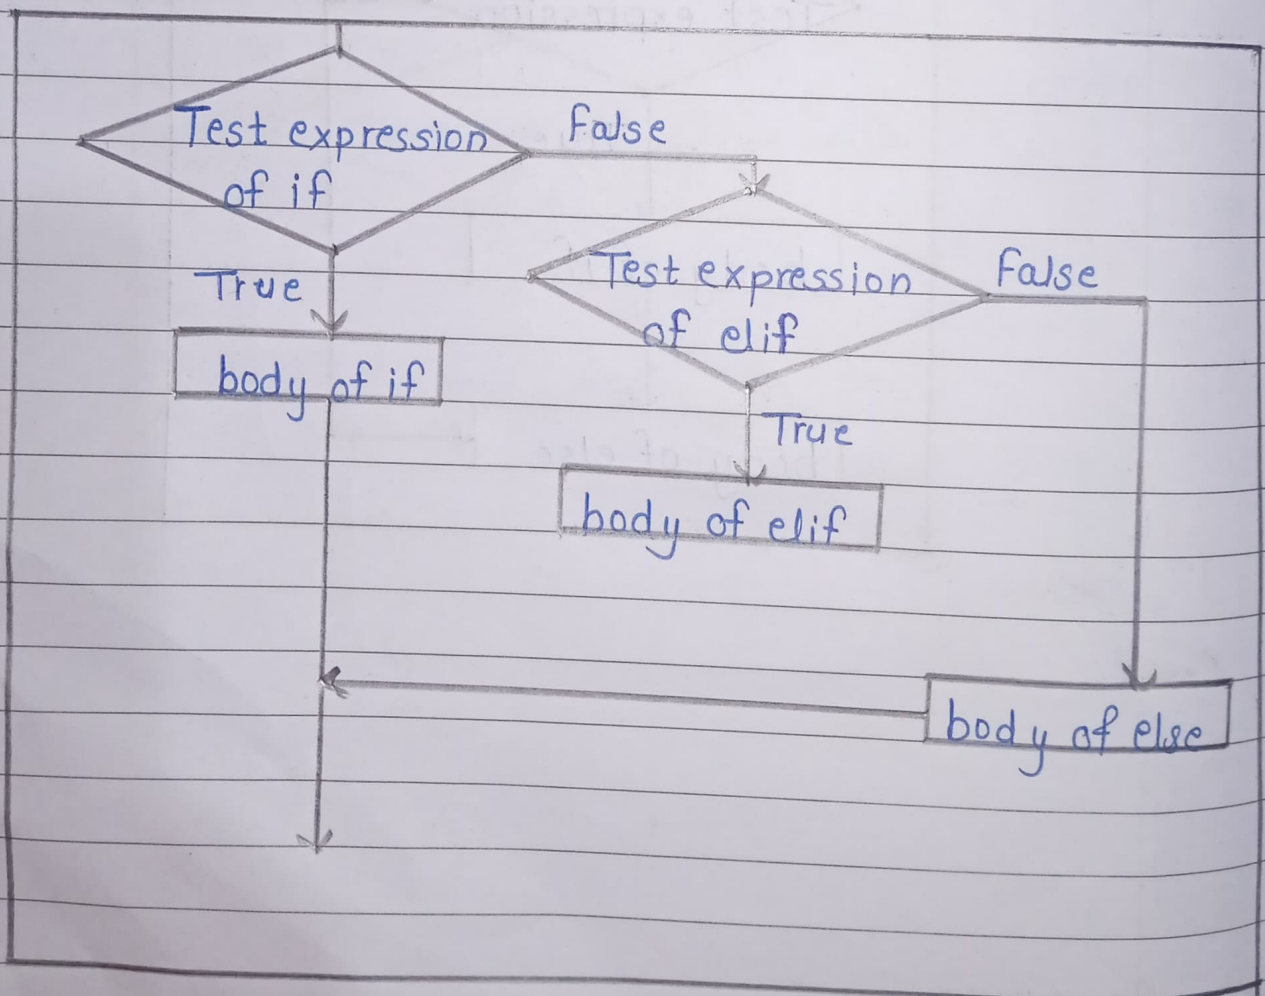 Test expression
of if
False
True
body of if
Test expression
of elif
False
True
body of elif
body of else